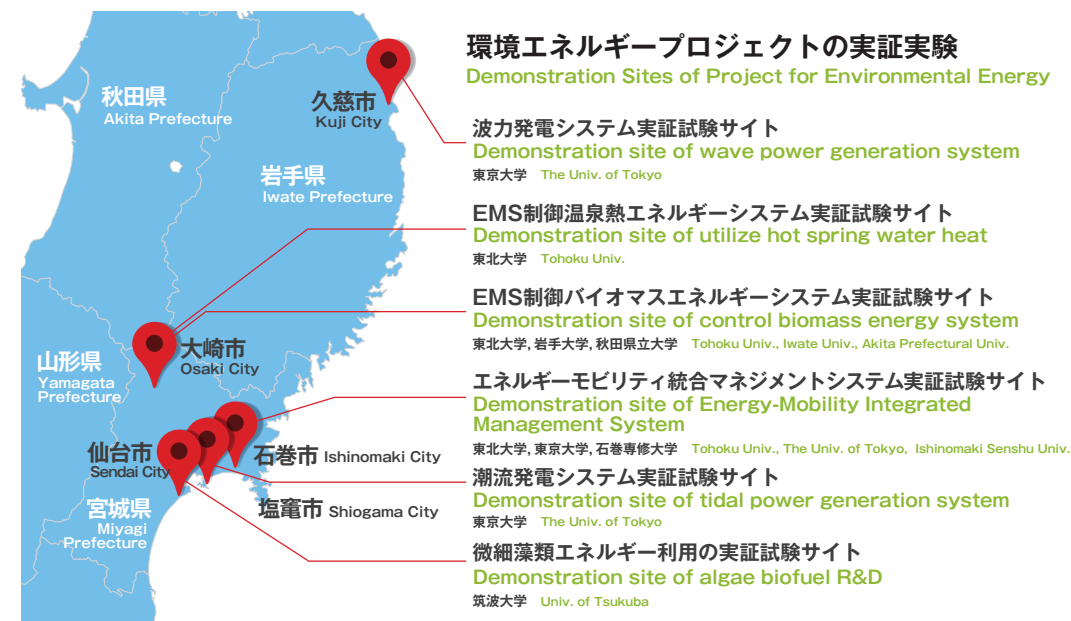 環境エネルギープロジェクトの実証実験
Demonstration Sites of Project for Environmental Energy
秋田県
Akita Prefecture
久慈市
Kuji City
岩手県
Iwate Prefecture
大崎市
Osaki City
山形県
Yamagata
Prefecture
仙台市
Sendai City
石巻市 Ishinomaki City
塩竈市 Shiogama City
宮城県
Miyagi
Prefecture
波力発電システム実証試験サイト
Demonstration site of wave power generation system
東京大学 The Univ. of Tokyo
EMS制御温泉熱エネルギーシステム実証試験サイト
Demonstration site of utilize hot spring water heat
東北大学 Tohoku Univ.
EMS制御バイオマスエネルギーシステム実証試験サイト
Demonstration site of control biomass energy system
東北大学, 岩手大学, 秋田県立大学 Tohoku Univ., Iwate Univ., Akita Prefectural Univ.
エネルギーモビリティ統合マネジメントシステム実証試験サイト
Demonstration site of Energy-Mobility Integrated
Management System
東北大学, 東京大学, 石巻専修大学 Tohoku Univ., The Univ. of Tokyo, Ishinomaki Senshu Univ.
潮流発電システム実証試験サイト
Demonstration site of tidal power generation system
東京大学 The Univ. of Tokyo
微細藻類エネルギー利用の実証試験サイト
Demonstration site of algae biofuel R&D
筑波大学 Univ. of Tsukuba